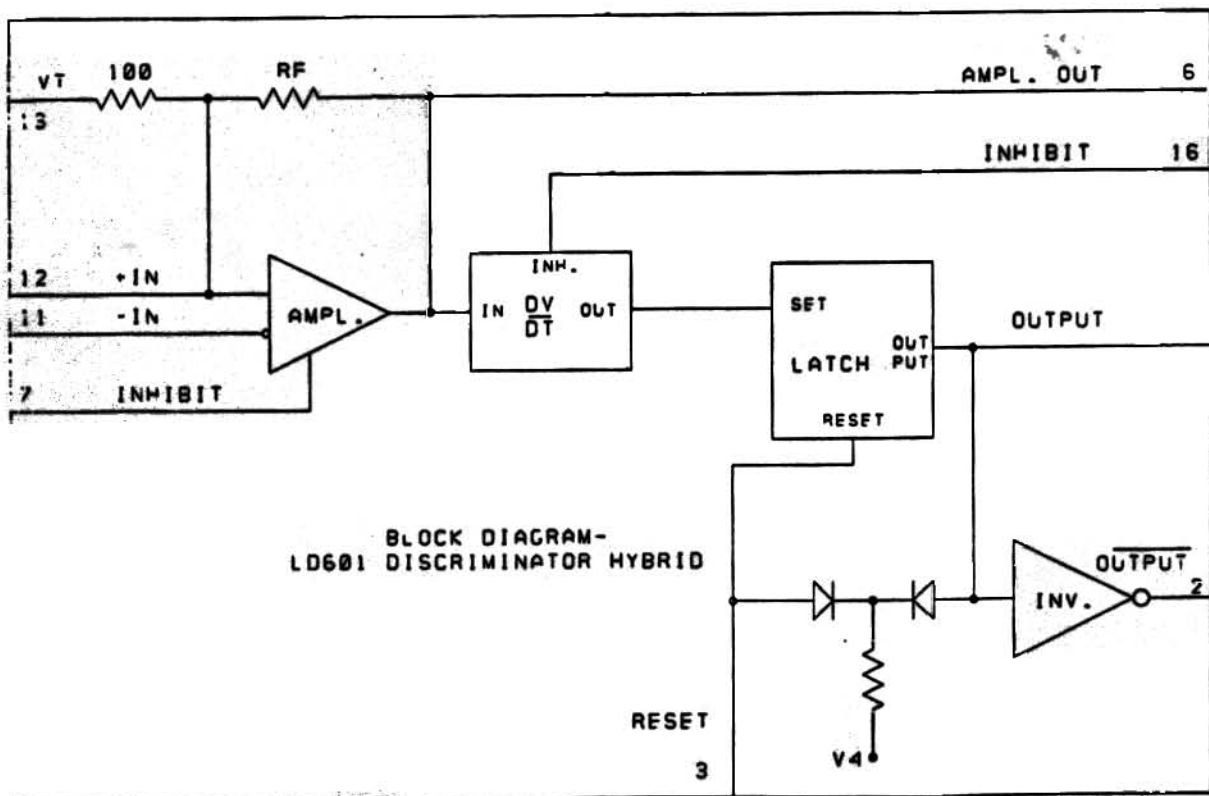 VT 100 RF
13
AMPL. OUT 6
INHIBIT 16
12 +IN
11 -IN
7 INHIBIT
AMPL.
INH.
IN DV OUT
DT
SET
LATCH
OUT
PUT
RESET
OUTPUT
BLOCK DIAGRAM-
LD601 DISCRIMINATOR HYBRID
OUTPUT
2
INV.
RESET
3
V4